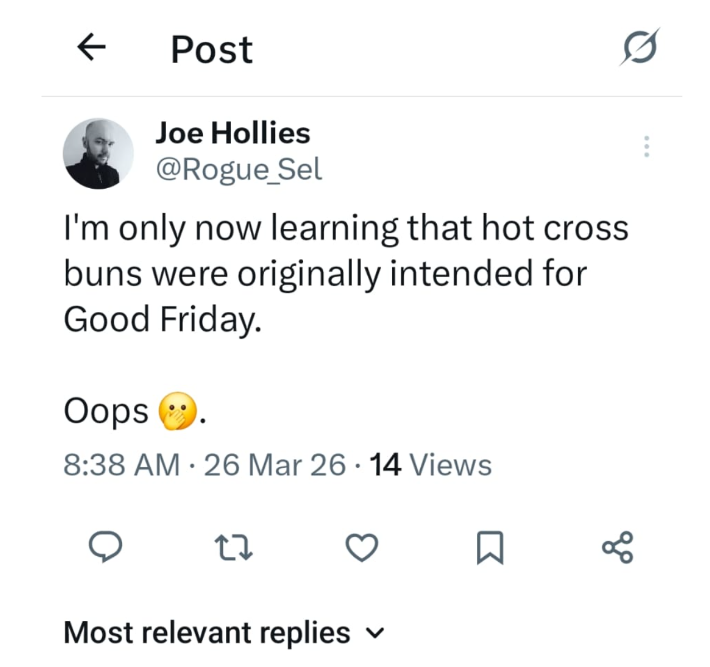 Post
Joe Hollies
@Rogue_Sel
I'm only now learning that hot cross
buns were originally intended for
Good Friday.
Oops 🫢.
8:38 AM · 26 Mar 26 · 14 Views
Most relevant replies